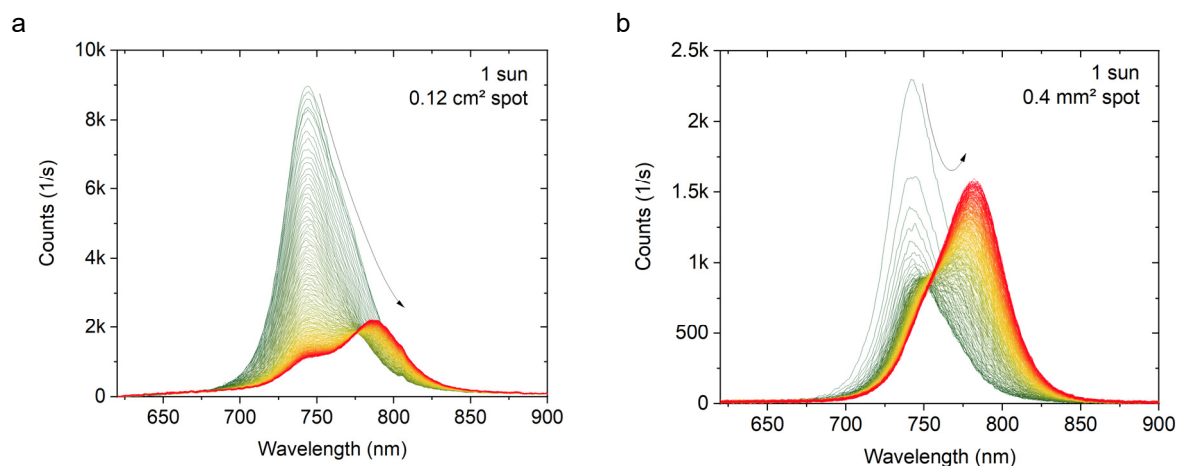 a
b
10k
8k
6k
4k
2k
0
Counts (1/s)
650
700
750
800
850
900
Wavelength (nm)
1 sun
0.12 cm² spot
2.5k
2k
1.5k
1k
500
0
Counts (1/s)
650
700
750
800
850
900
Wavelength (nm)
1 sun
0.4 mm² spot